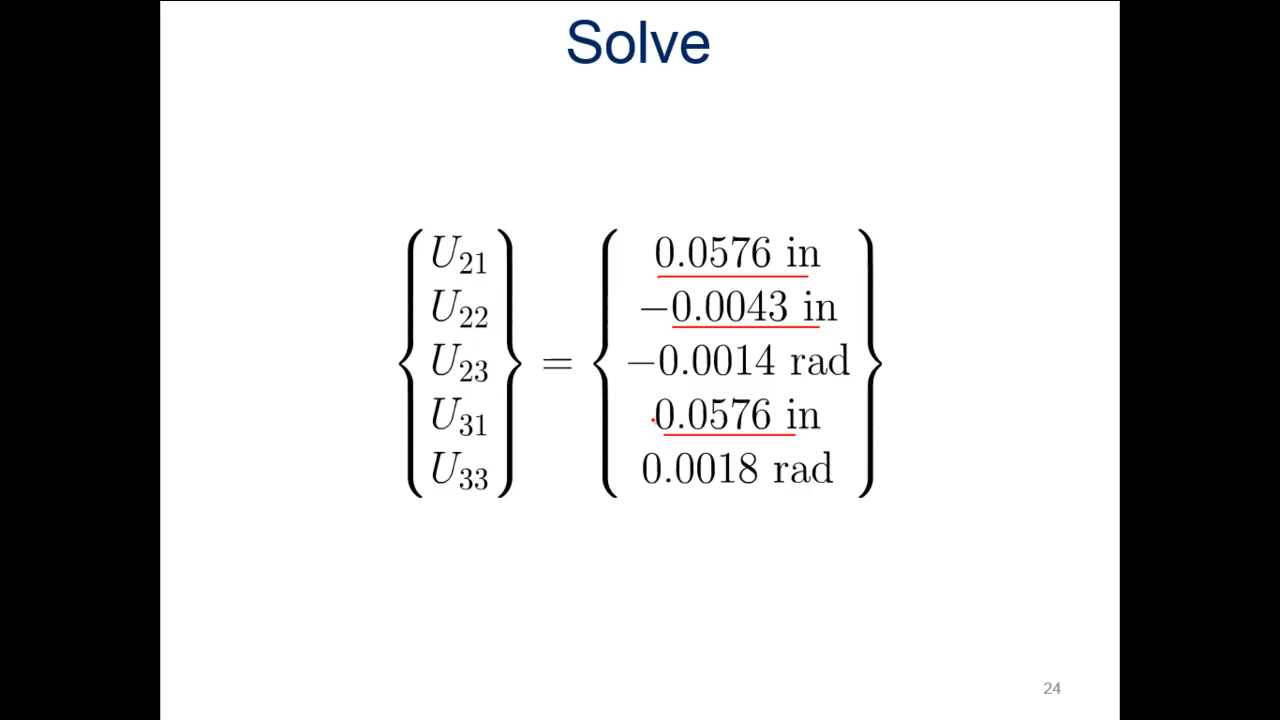 Solve
U21 = 0.0576 in
U22 −0.0043 in
U23 −0.0014 rad
U31 0.0576 in
U33 0.0018 rad
24